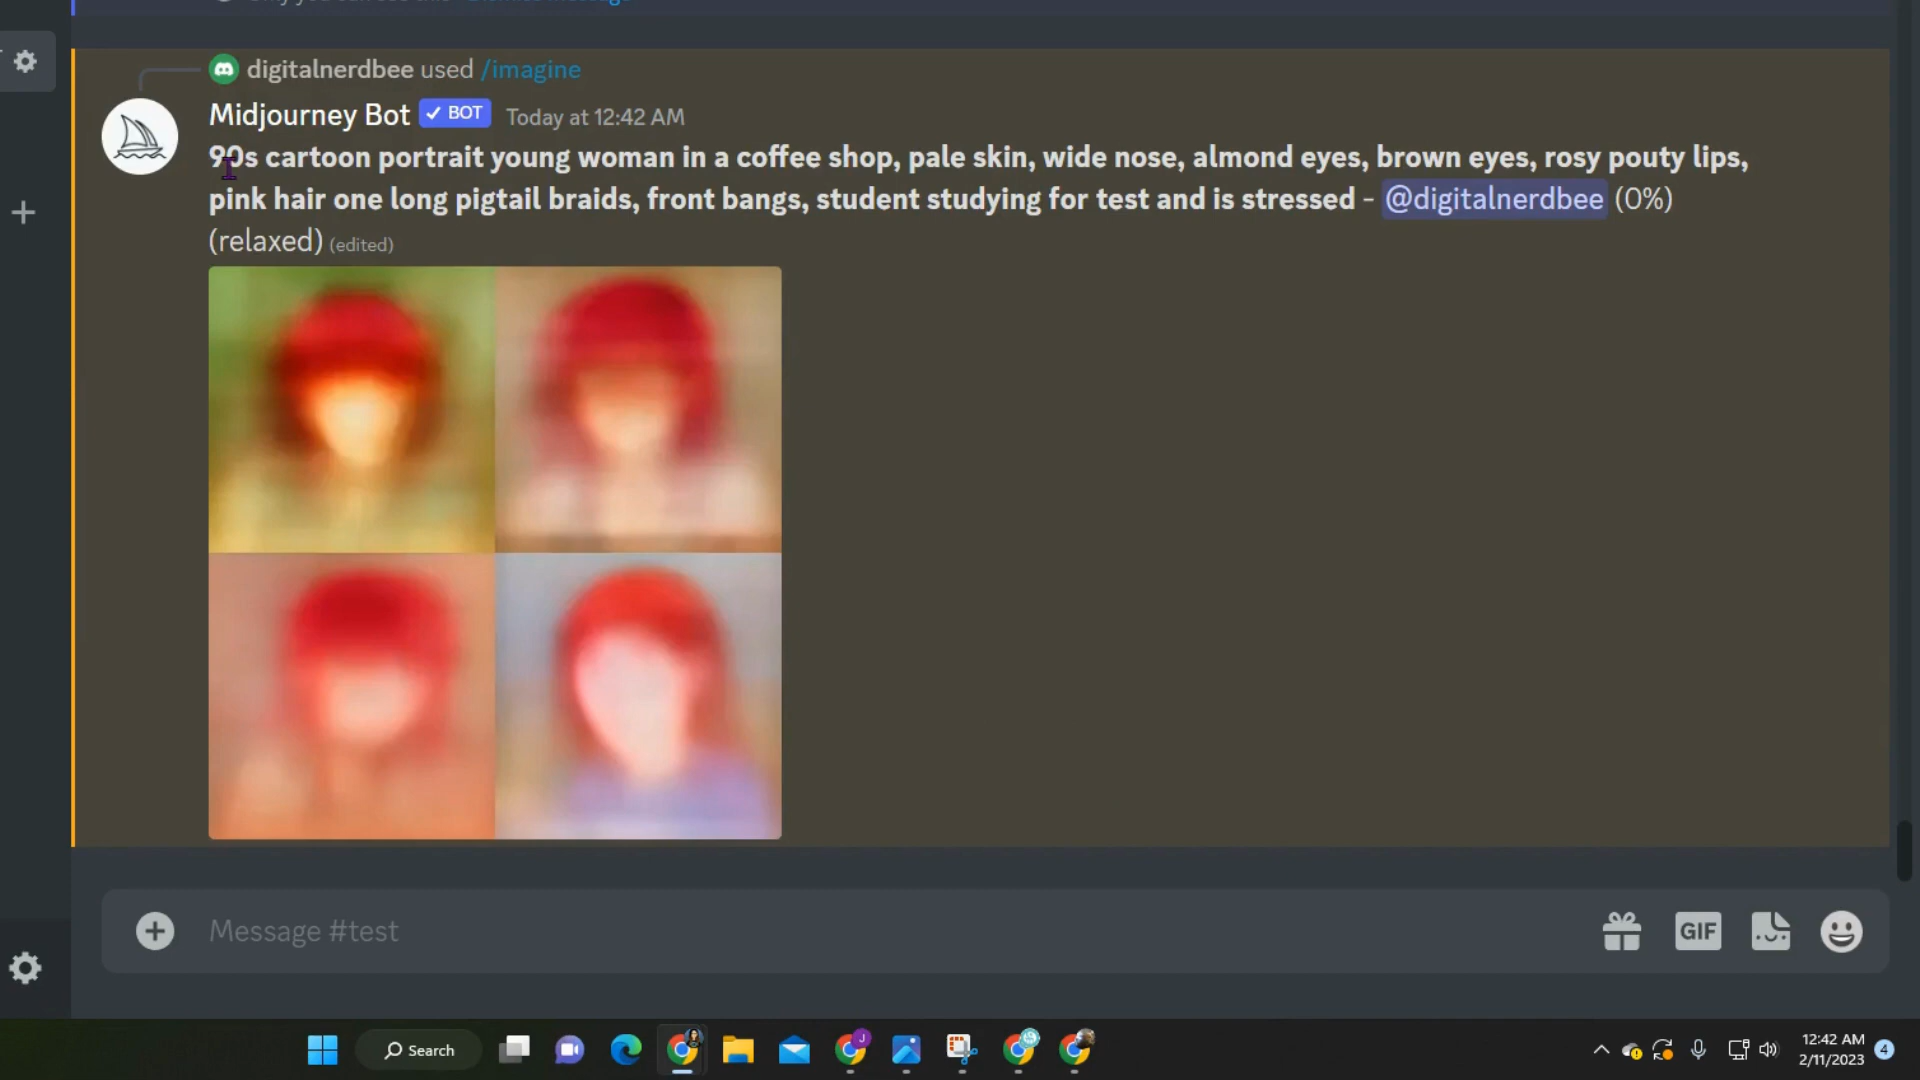 digitalnerdbee used /imagine
Midjourney Bot ✓ BOT Today at 12:42 AM
90s cartoon portrait young woman in a coffee shop, pale skin, wide nose, almond eyes, brown eyes, rosy pouty lips,
pink hair one long pigtail braids, front bangs, student studying for test and is stressed - @digitalnerdbee (0%)
(relaxed) (edited)
Message #test
GIF
Search
J
12:42 AM
2/11/2023
4